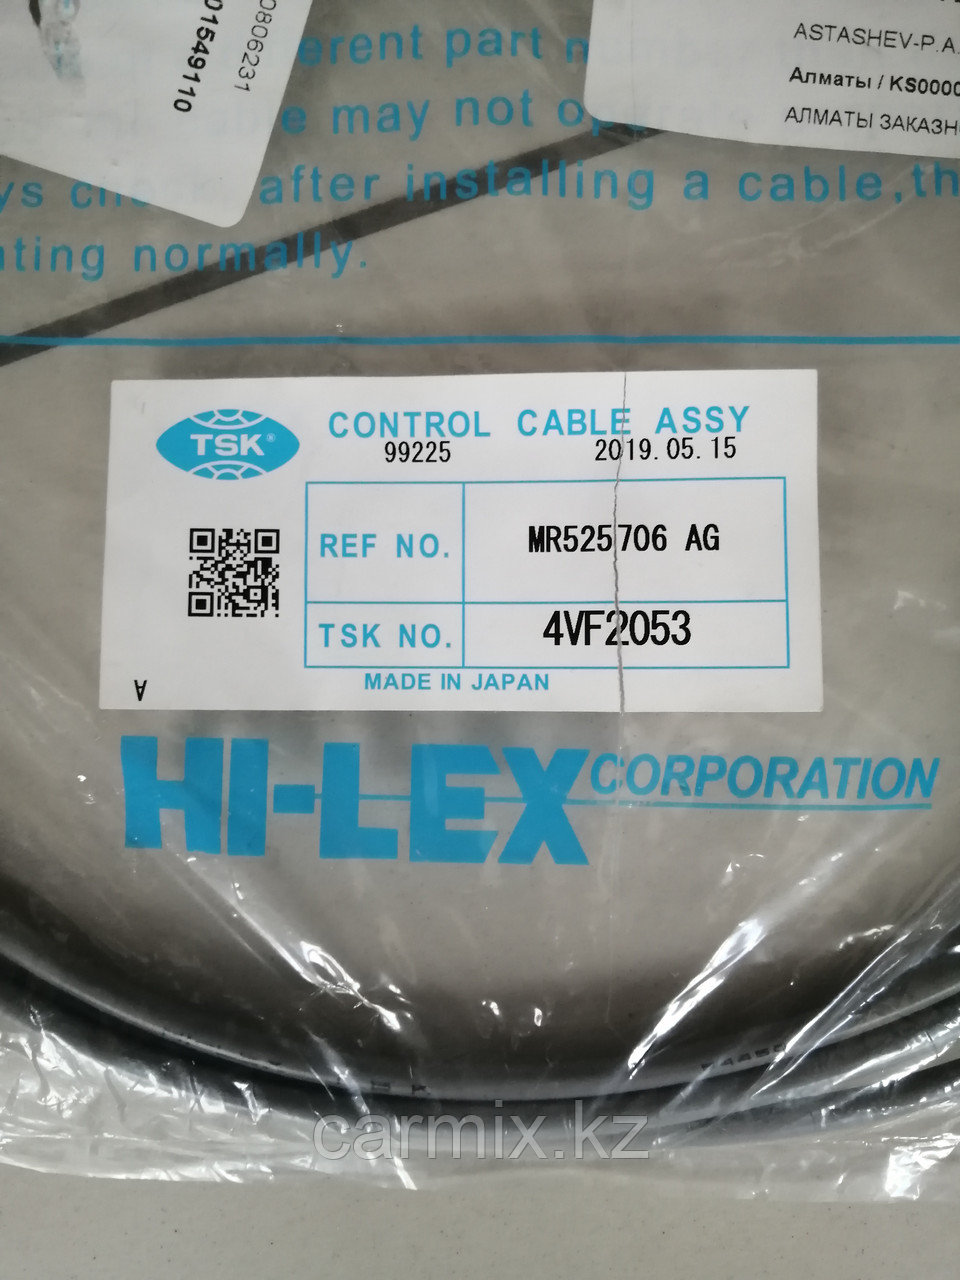 0806231
01549110
ASTASHEV-P.A.
Алматы / KS0000
АЛМАТЫ ЗАКАЗН
erent part
e may not
after installing a cable, th
ating normally.
TSK®
CONTROL CABLE ASSY
99225 2019.05.15
REF NO. MR525706 AG
TSK NO. 4VF2053
MADE IN JAPAN
A
HI-LEX CORPORATION
carmix.kz